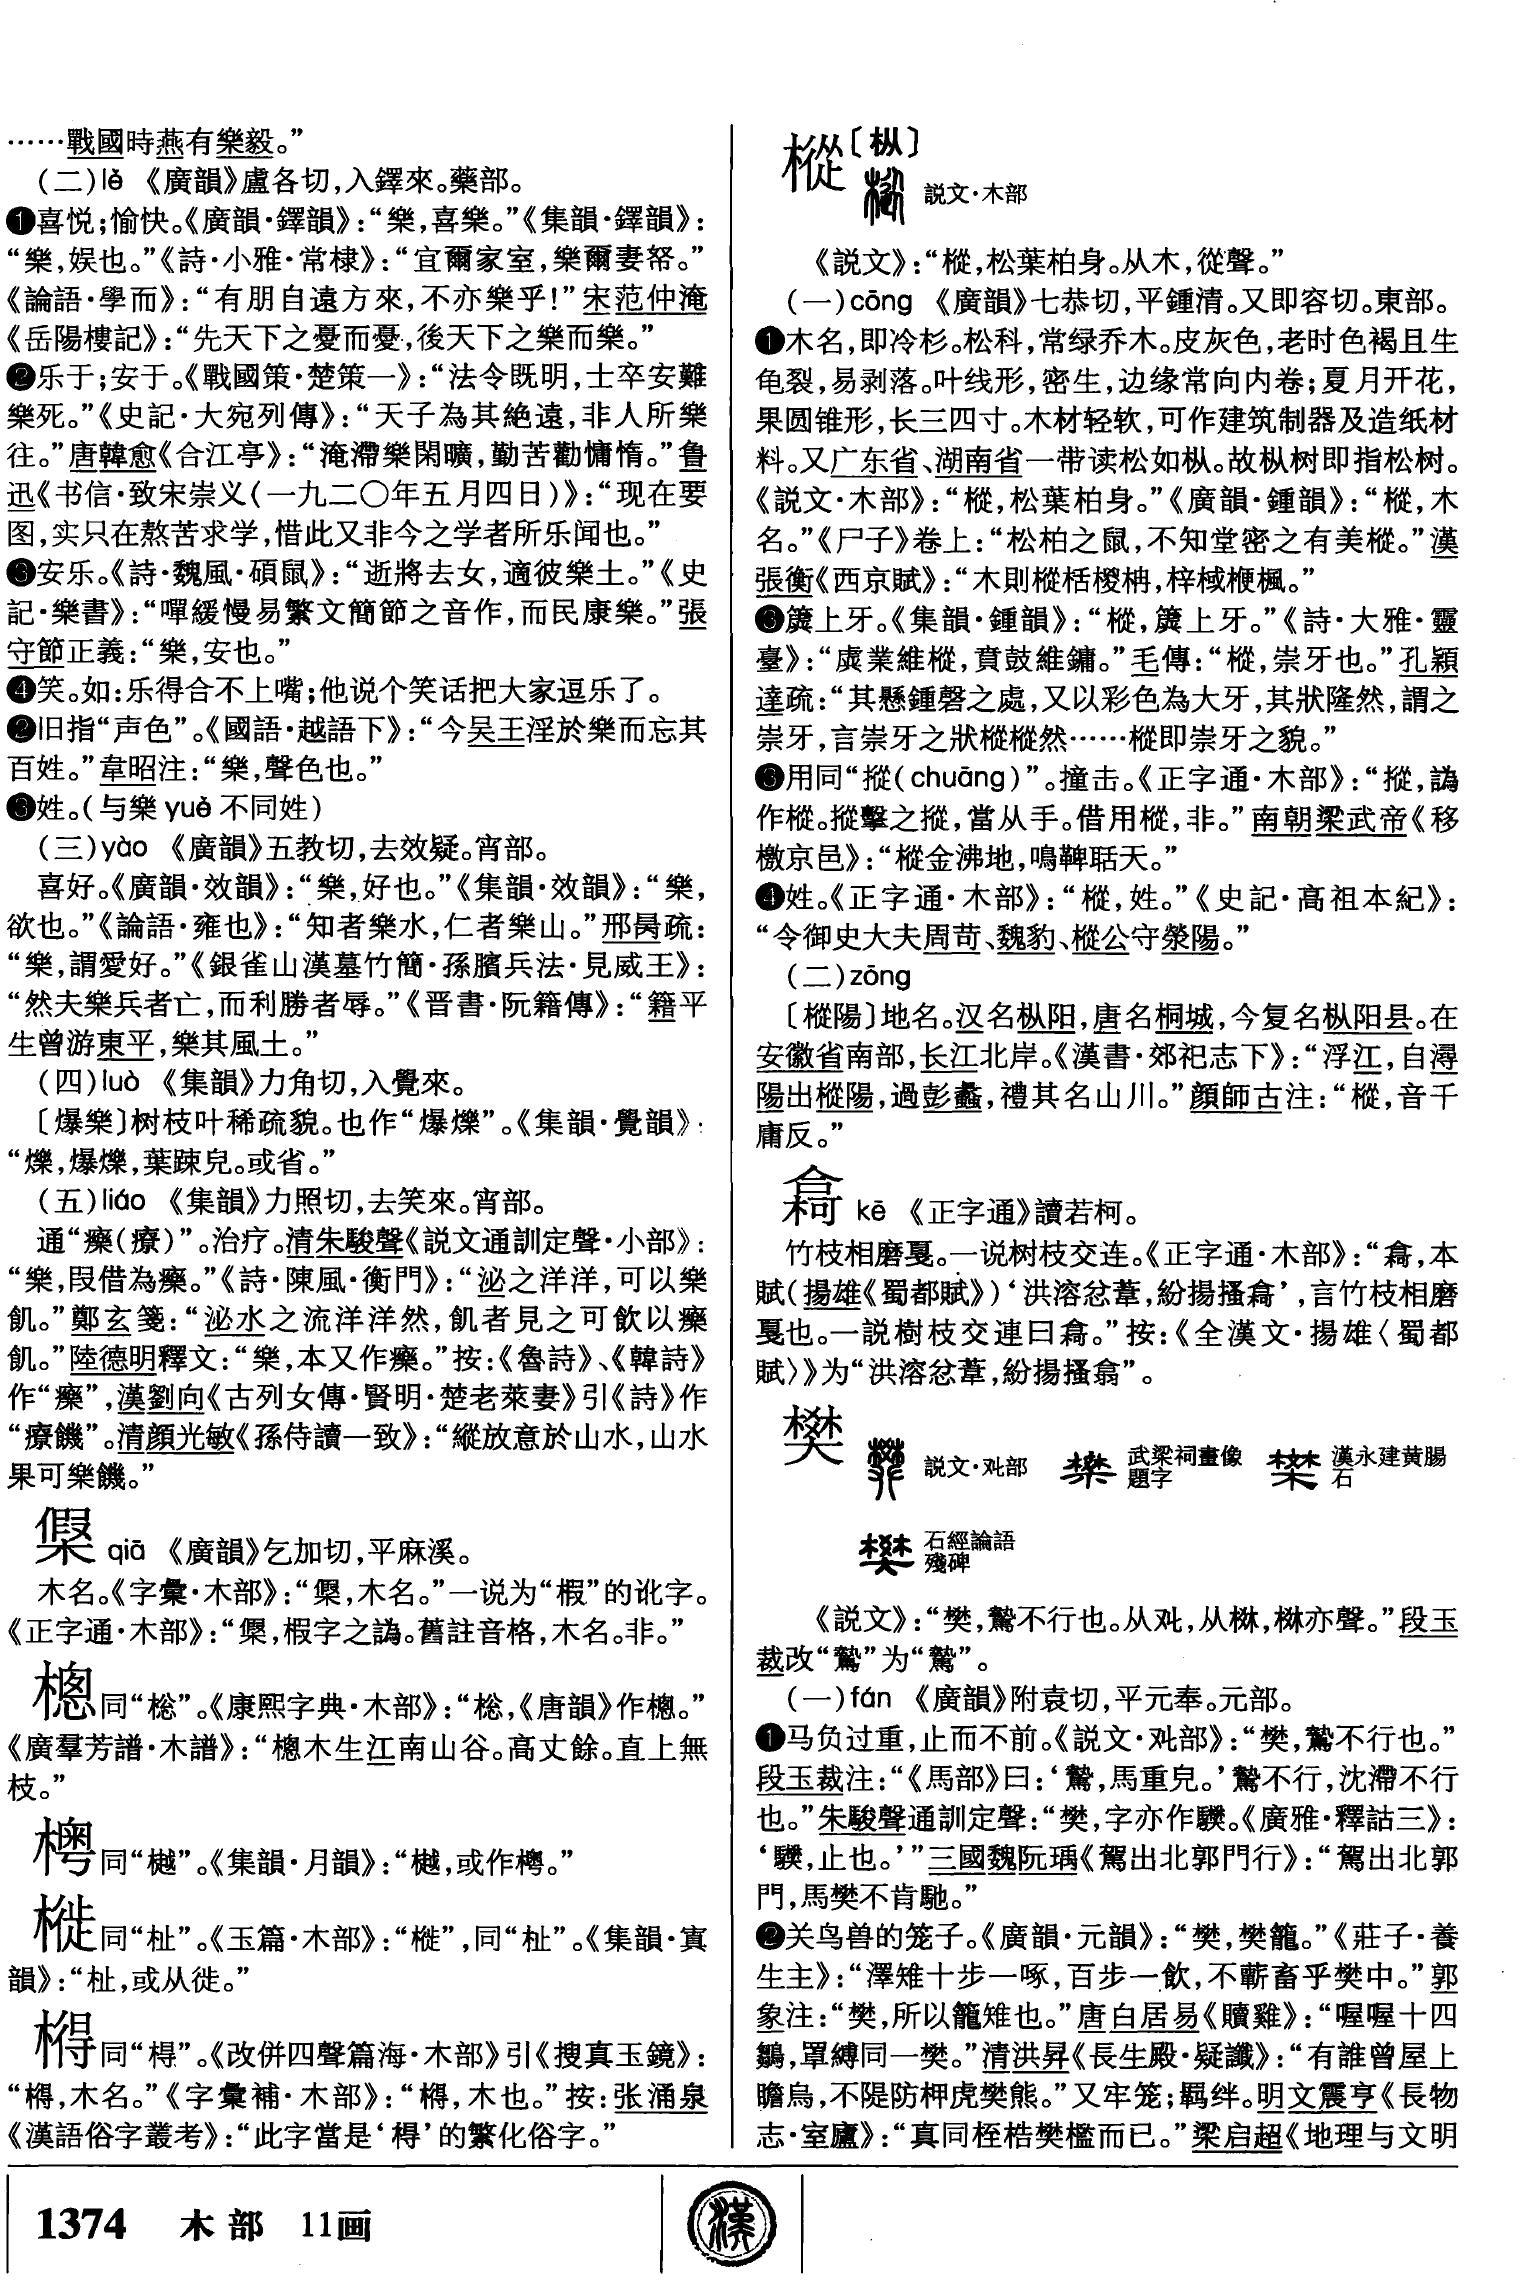 ……戰國時燕有樂毅。”
(二)lè 《廣韻》盧各切,入鐸來。藥部。
❶喜悦;愉快。《廣韻·鐸韻》:“樂,喜樂。”《集韻·鐸韻》:
“樂,娱也。”《詩·小雅·常棣》:“宜爾家室,樂爾妻帑。”
《論語·學而》:“有朋自遠方來,不亦樂乎!”宋范仲淹
《岳陽樓記》:“先天下之憂而憂,後天下之樂而樂。”
❷乐于;安于。《戰國策·楚策一》:“法令既明,士卒安難
樂死。”《史記·大宛列傳》:“天子為其絶遠,非人所樂
往。”唐韓愈《合江亭》:“淹滯樂閑曠,勤苦勸慵惰。”鲁
迅《书信·致宋崇义(一九二〇年五月四日)》:“现在要
图,实只在熬苦求学,惜此又非今之学者所乐闻也。”
❸安乐。《詩·魏風·碩鼠》:“逝將去女,適彼樂土。”《史
記·樂書》:“嘽緩慢易繁文簡節之音作,而民康樂。”張
守節正義:“樂,安也。”
❹笑。如:乐得合不上嘴;他说个笑话把大家逗乐了。
❷旧指“声色”。《國語·越語下》:“今吴王淫於樂而忘其
百姓。”韋昭注:“樂,聲色也。”
❸姓。(与樂 yuè 不同姓)
(三)yào 《廣韻》五教切,去效疑。宵部。
喜好。《廣韻·效韻》:“樂,好也。”《集韻·效韻》:“樂,
欲也。”《論語·雍也》:“知者樂水,仁者樂山。”邢昺疏:
“樂,謂愛好。”《銀雀山漢墓竹簡·孫臏兵法·見威王》:
“然夫樂兵者亡,而利勝者辱。”《晋書·阮籍傳》:“籍平
生曾游東平,樂其風土。”
(四)luò 《集韻》力角切,入覺來。
〔爆樂〕树枝叶稀疏貌。也作“爆爍”。《集韻·覺韻》:
“爍,爆爍,葉踈皃。或省。”
(五)liáo 《集韻》力照切,去笑來。宵部。
通“𤻲(療)”。治疗。清朱駿聲《説文通訓定聲·小部》:
“樂,叚借為𤻲。”《詩·陳風·衡門》:“泌之洋洋,可以樂
飢。”鄭玄箋:“泌水之流洋洋然,飢者見之可飲以𤻲
飢。”陸德明釋文:“樂,本又作𤻲。”按:《魯詩》、《韓詩》
作“𤻲”,漢劉向《古列女傳·賢明·楚老萊妻》引《詩》作
“療饑”。清顔光敏《孫侍讀一致》:“縱放意於山水,山水
果可樂饑。”
qiā 《廣韻》乞加切,平麻溪。
木名。《字彙·木部》:“,木名。”一说为“椵”的讹字。
《正字通·木部》:“,椵字之譌。舊註音格,木名。非。”
樬同“棇”。《康熙字典·木部》:“棇,《唐韻》作樬。”
《廣羣芳譜·木譜》:“樬木生江南山谷。高丈餘。直上無
枝。”
同“樾”。《集韻·月韻》:“樾,或作。”
樅同“杫”。《玉篇·木部》:“”,同“杫”。《集韻·寘
韻》:“杫,或从徙。”
同“棏”。《改併四聲篇海·木部》引《搜真玉鏡》:
“,木名。”《字彙補·木部》:“,木也。”按:张涌泉
《漢語俗字叢考》:“此字當是‘棏’的繁化俗字。”
樅〔枞〕 説文·木部
《説文》:“樅,松葉柏身。从木,從聲。”
(一)cōng 《廣韻》七恭切,平鍾清。又即容切。東部。
❶木名,即冷杉。松科,常绿乔木。皮灰色,老时色褐且生
龟裂,易剥落。叶线形,密生,边缘常向内卷;夏月开花,
果圆锥形,长三四寸。木材轻软,可作建筑制器及造纸材
料。又广东省、湖南省一带读松如枞。故枞树即指松树。
《説文·木部》:“樅,松葉柏身。”《廣韻·鍾韻》:“樅,木
名。”《尸子》卷上:“松柏之鼠,不知堂密之有美樅。”漢
張衡《西京賦》:“木則樅栝椶柟,梓棫楩楓。”
❸簴上牙。《集韻·鍾韻》:“樅,簴上牙。”《詩·大雅·靈
臺》:“虡業維樅,賁鼓維鏞。”毛傳:“樅,崇牙也。”孔穎
達疏:“其懸鍾磬之處,又以彩色為大牙,其狀隆然,謂之
崇牙,言崇牙之狀樅樅然……樅即崇牙之貌。”
❸用同“摐(chuāng)”。撞击。《正字通·木部》:“摐,譌
作樅。摐擊之摐,當从手。借用樅,非。”南朝梁武帝《移
檄京邑》:“樅金沸地,鳴鞞聒天。”
❹姓。《正字通·木部》:“樅,姓。”《史記·高祖本紀》:
“令御史大夫周苛、魏豹、樅公守滎陽。”
(二)zōng
〔樅陽〕地名。汉名枞阳,唐名桐城,今复名枞阳县。在
安徽省南部,长江北岸。《漢書·郊祀志下》:“浮江,自潯
陽出樅陽,過彭蠡,禮其名山川。”顔師古注:“樅,音千
庸反。”
kē 《正字通》讀若柯。
竹枝相磨戛。一说树枝交连。《正字通·木部》:“,本
賦(揚雄《蜀都賦》)‘洪溶忿葦,紛揚搔’,言竹枝相磨
戛也。一説樹枝交連曰。”按:《全漢文·揚雄〈蜀都
賦〉》为“洪溶忿葦,紛揚搔翕”。
樊 説文·𠬜部 武梁祠畫像題字 漢永建黄腸石
石經論語殘碑
《説文》:“樊,鷙不行也。从𠬜,从棥,棥亦聲。”段玉
裁改“鷙”为“驇”。
(一)fán 《廣韻》附袁切,平元奉。元部。
❶马负过重,止而不前。《説文·𠬜部》:“樊,驇不行也。”
段玉裁注:“《馬部》曰:‘驇,馬重皃。’驇不行,沈滯不行
也。”朱駿聲通訓定聲:“樊,字亦作䮳。《廣雅·釋詁三》:
‘䮳,止也。’”三國魏阮瑀《駕出北郭門行》:“駕出北郭
門,馬樊不肯馳。”
❷关鸟兽的笼子。《廣韻·元韻》:“樊,樊籠。”《莊子·養
生主》:“澤雉十步一啄,百步一飲,不蘄畜乎樊中。”郭
象注:“樊,所以籠雉也。”唐白居易《贖雞》:“喔喔十四
鶵,罩縛同一樊。”清洪昇《長生殿·疑讖》:“有誰曾屋上
瞻烏,不隄防柙虎樊熊。”又牢笼;羁绊。明文震亨《長物
志·室廬》:“真同桎梏樊檻而已。”梁启超《地理与文明
1374 木部 11画
漢